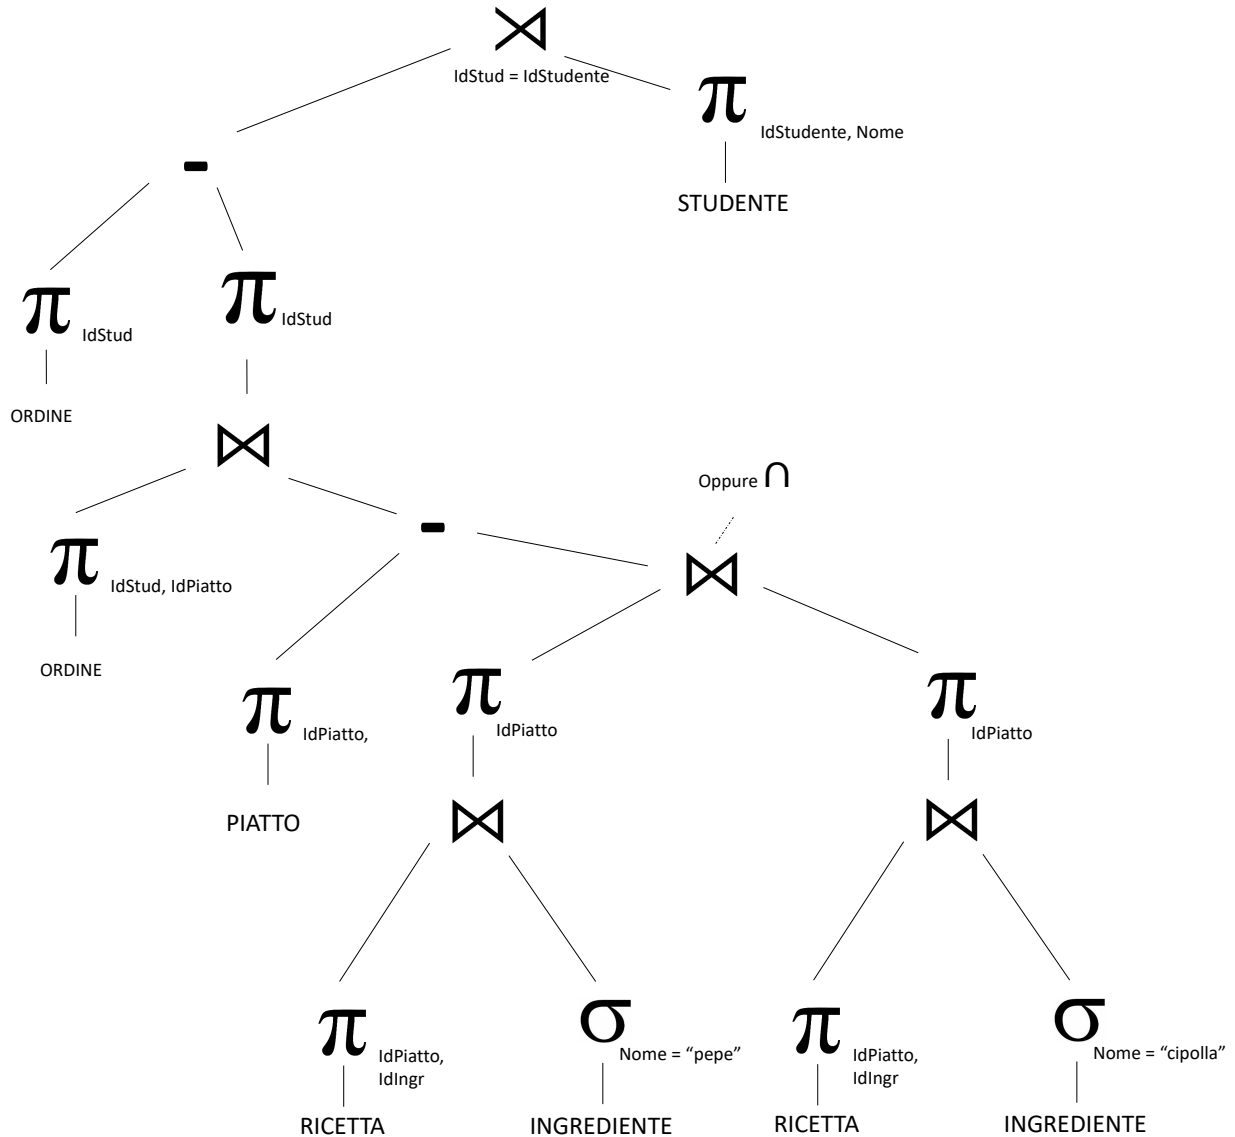 ⋊
IdStud = IdStudente
π IdStudente, Nome
STUDENTE
-
π IdStud
π IdStud
ORDINE
⋈
Oppure ∩
-
π IdStud, IdPiatto
⋈
ORDINE
π IdPiatto,
π IdPiatto
π IdPiatto
PIATTO
⋈
⋈
π IdPiatto,
IdIngr
σ Nome = “pepe”
π IdPiatto,
IdIngr
σ Nome = “cipolla”
RICETTA
INGREDIENTE
RICETTA
INGREDIENTE